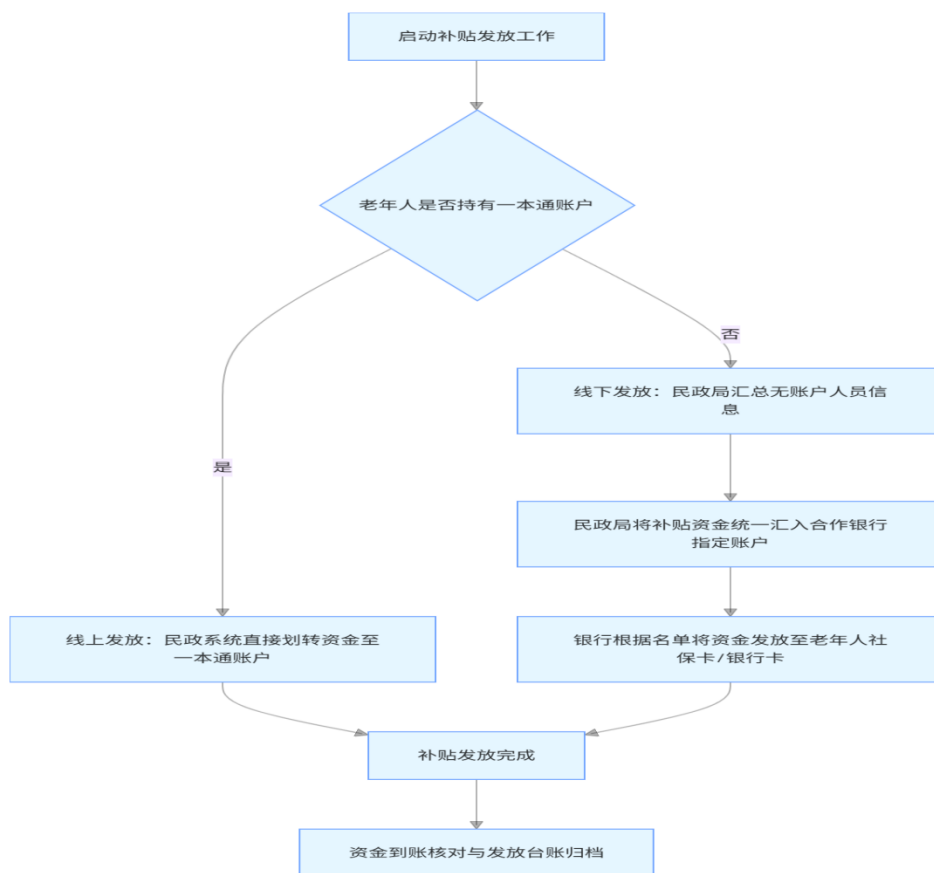 启动补贴发放工作
老年人是否持有一本通账户
否
线下发放：民政局汇总无账户人员信
息
是
民政局将补贴资金统一汇入合作银行
指定账户
线上发放：民政系统直接划转资金至
一本通账户
银行根据名单将资金发放至老年人社
保卡/银行卡
补贴发放完成
资金到账核对与发放台账归档